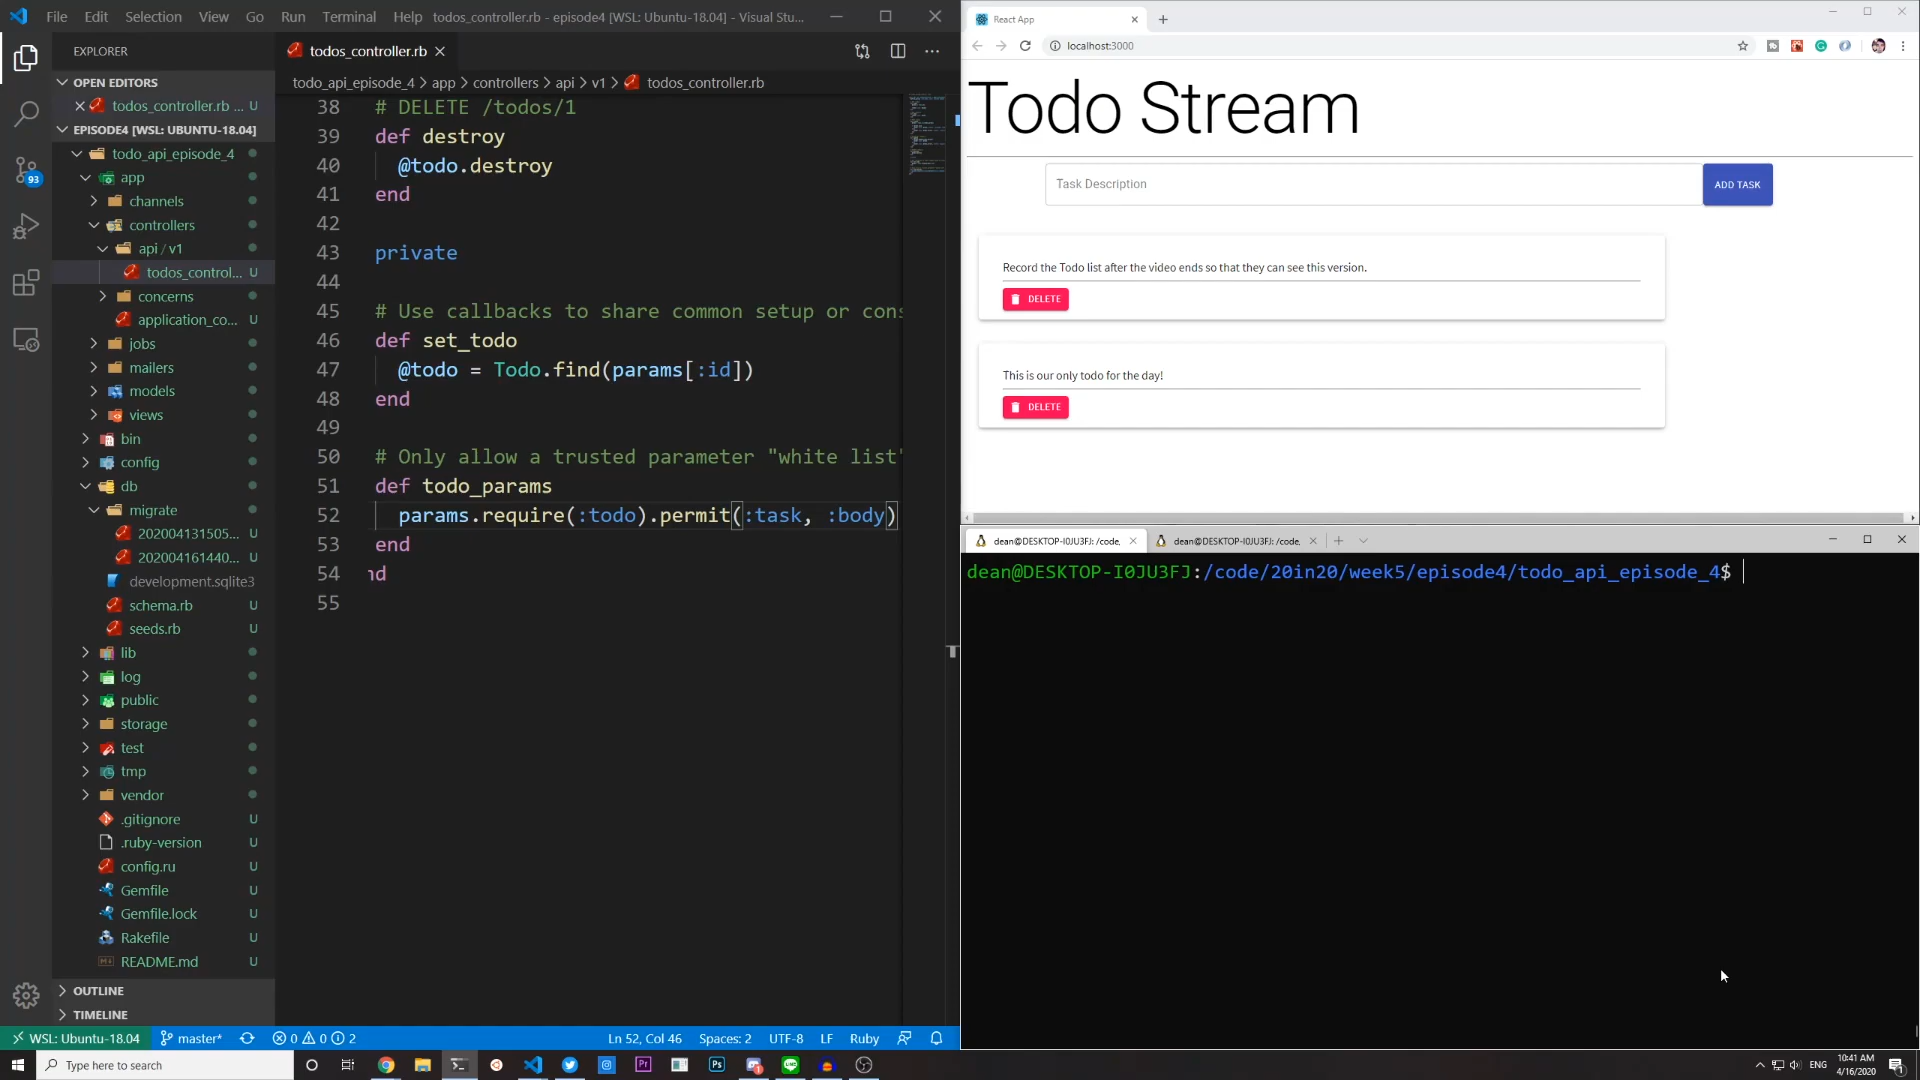 File Edit Selection View Go Run Terminal Help todos_controller.rb - episode4 [WSL: Ubuntu-18.04] - Visual Stu...
EXPLORER
OPEN EDITORS
todos_controller.rb ... U
EPISODE4 [WSL: UBUNTU-18.04]
todo_api_episode_4
app
channels
controllers
api / v1
todos_control... U
concerns
application_co... U
jobs
mailers
models
views
bin
config
db
migrate
202004131505... U
202004161440... U
development.sqlite3
schema.rb U
seeds.rb U
lib
log
public
storage
test
tmp
vendor
.gitignore U
.ruby-version U
config.ru U
Gemfile U
Gemfile.lock U
Rakefile U
README.md U
OUTLINE
TIMELINE
93
todos_controller.rb
todo_api_episode_4 > app > controllers > api > v1 > todos_controller.rb
38 # DELETE /todos/1
39 def destroy
40 @todo.destroy
41 end
42
43 private
44
45 # Use callbacks to share common setup or cons
46 def set_todo
47 @todo = Todo.find(params[:id])
48 end
49
50 # Only allow a trusted parameter "white list"
51 def todo_params
52 params.require(:todo).permit(:task, :body)
53 end
54 nd
55
WSL: Ubuntu-18.04 master* 0 0 2 Ln 52, Col 46 Spaces: 2 UTF-8 LF Ruby
React App
localhost:3000
Todo Stream
Task Description
ADD TASK
Record the Todo list after the video ends so that they can see this version.
DELETE
This is our only todo for the day!
DELETE
dean@DESKTOP-I0JU3FJ: /code, dean@DESKTOP-I0JU3FJ: /code,
dean@DESKTOP-I0JU3FJ:/code/20in20/week5/episode4/todo_api_episode_4$
Type here to search
ENG
10:41 AM
4/16/2020